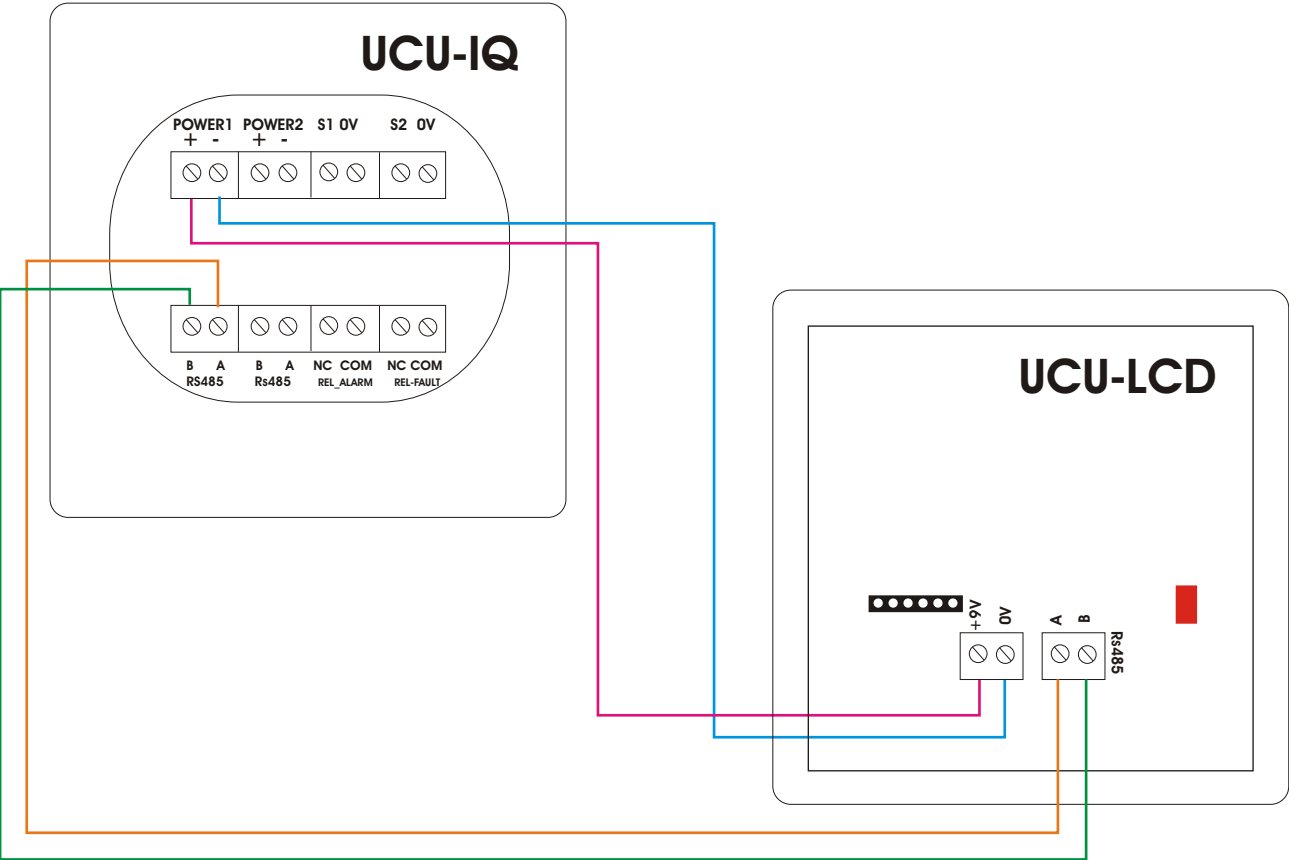 UCU-IQ
POWER1 POWER2 S1 0V S2 0V
+ - + -
B A B A NC COM NC COM
RS485 Rs485 REL_ALARM REL-FAULT
UCU-LCD
+9V 0V A B
Rs485